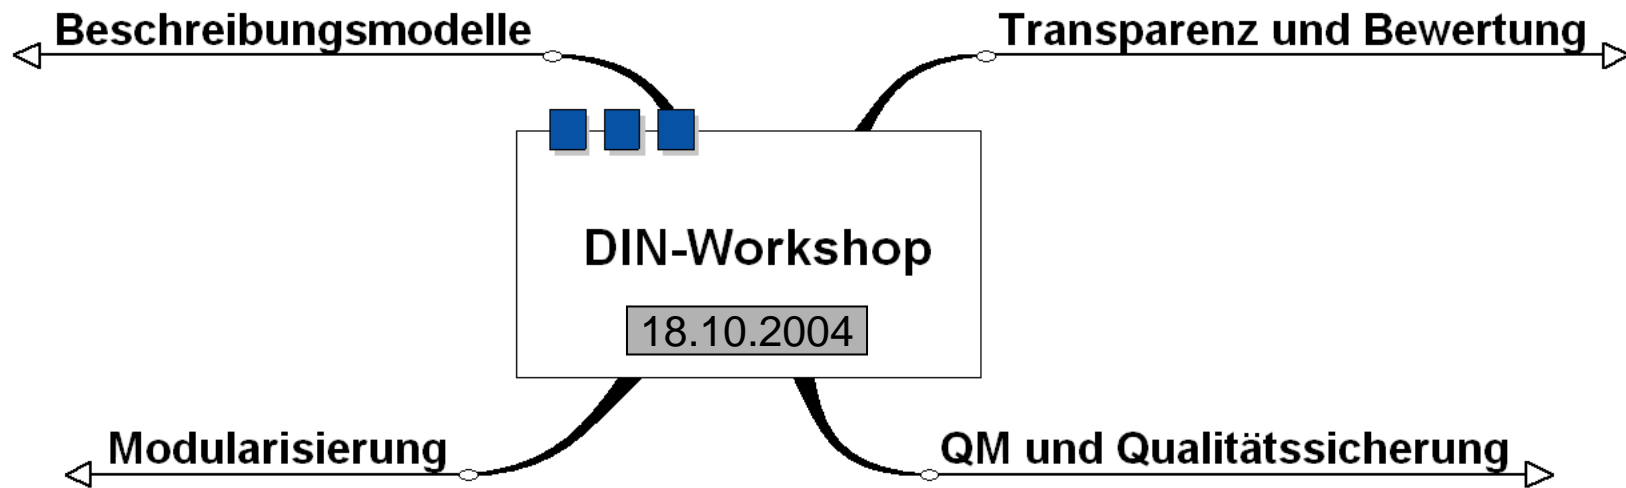 Beschreibungsmodelle
Transparenz und Bewertung
DIN-Workshop
18.10.2004
Modularisierung
QM und Qualitätssicherung